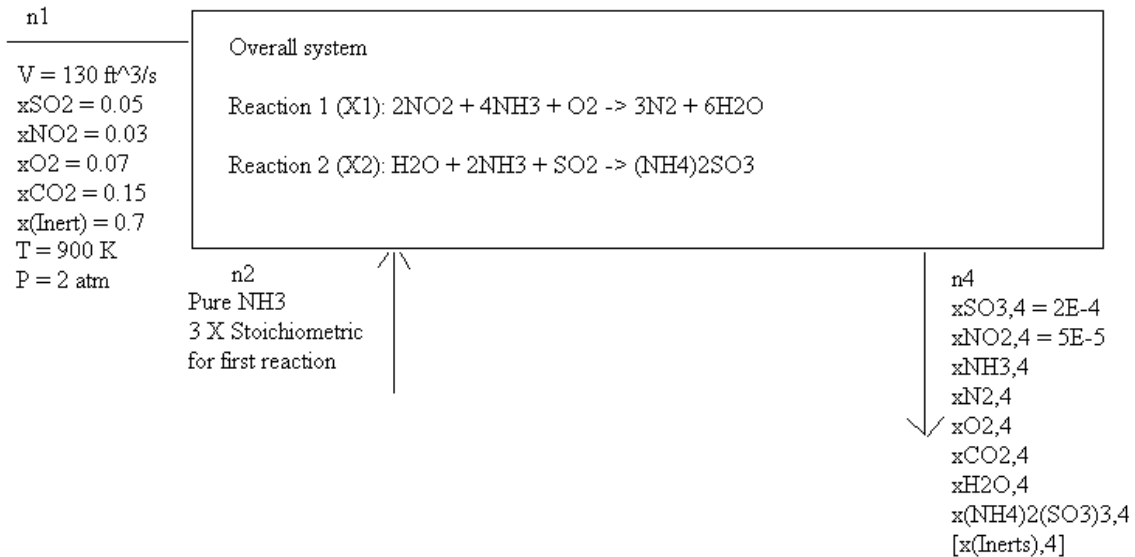 n1
V = 130 ft^3/s
xSO2 = 0.05
xNO2 = 0.03
xO2 = 0.07
xCO2 = 0.15
x(Inert) = 0.7
T = 900 K
P = 2 atm
Overall system
Reaction 1 (X1): 2NO2 + 4NH3 + O2 -> 3N2 + 6H2O
Reaction 2 (X2): H2O + 2NH3 + SO2 -> (NH4)2SO3
n2
Pure NH3
3 X Stoichiometric
for first reaction
n4
xSO3,4 = 2E-4
xNO2,4 = 5E-5
xNH3,4
xN2,4
xO2,4
xCO2,4
xH2O,4
x(NH4)2(SO3)3,4
[x(Inerts),4]